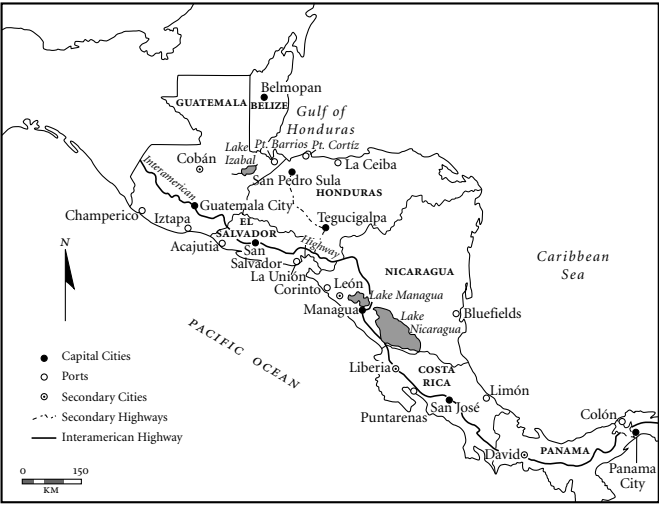 Belmopan
GUATEMALA
BELIZE
Gulf of
Honduras
Lake
Izabal
Pt. Barrios
Pt. Cortíz
Cobán
La Ceiba
San Pedro Sula
HONDURAS
Interamerican
Guatemala City
Champerico
Iztapa
Tegucigalpa
EL
SALVADOR
Acajutia
San
Salvador
Highway
La Unión
Corinto
León
NICARAGUA
Caribbean
Sea
N
Lake Managua
Managua
Lake
Nicaragua
Bluefields
PACIFIC OCEAN
Liberia
COSTA
RICA
Limón
Puntarenas
San José
Colón
David
PANAMA
Panama
City
Capital Cities
Ports
Secondary Cities
Secondary Highways
Interamerican Highway
0 150
KM